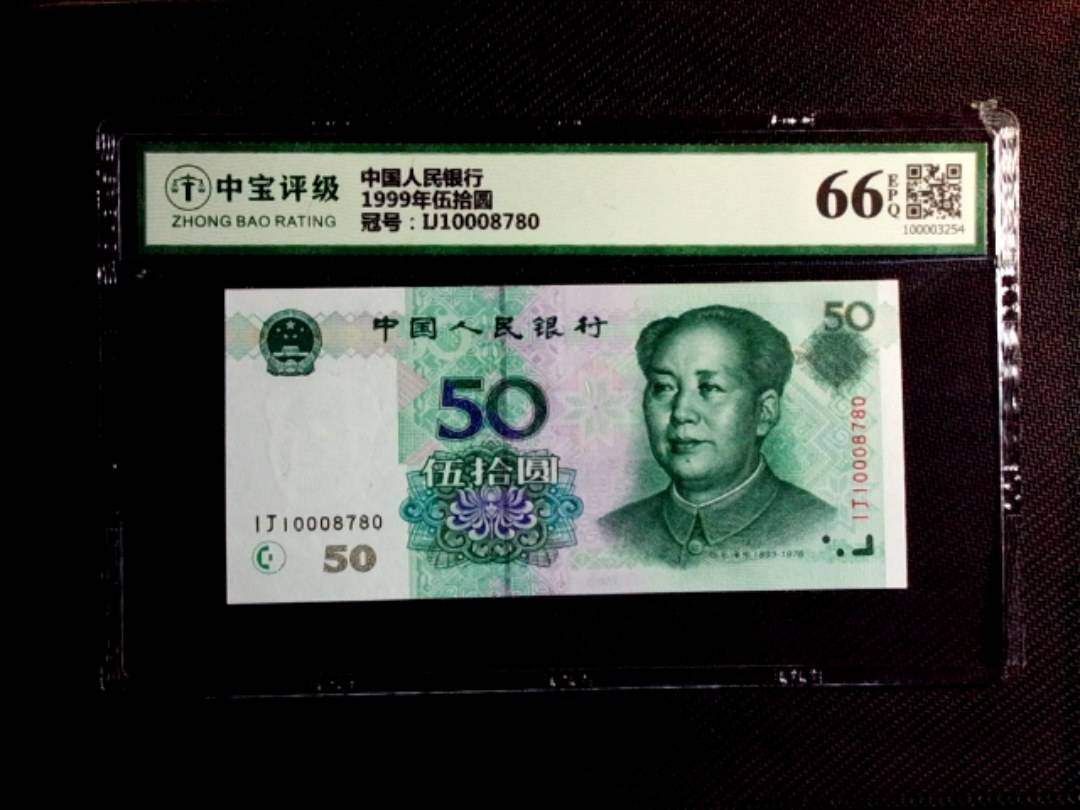 中宝评级
ZHONG BAO RATING
中国人民银行
1999年伍拾圆
冠号：IJ10008780
66
EPQ
100003254
中国人民银行
50
50
伍拾圆
IJ10008780
50
IJ10008780
1893-1976